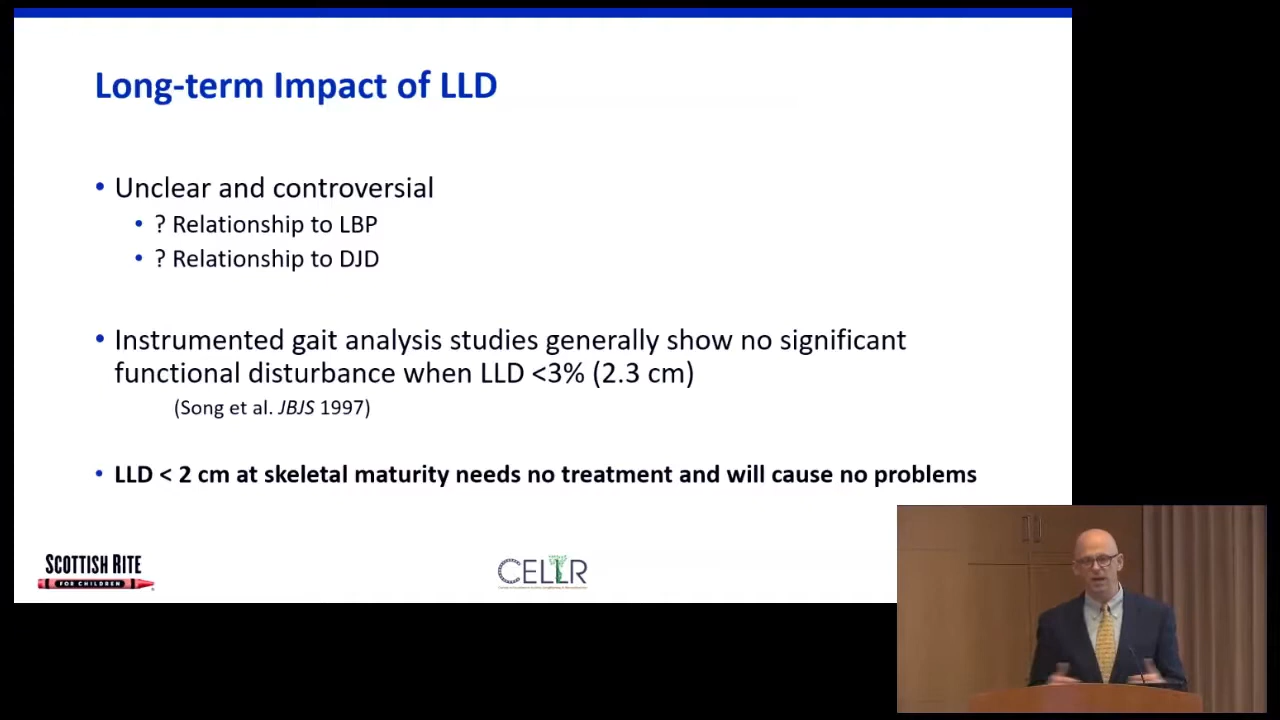 Long-term Impact of LLD
• Unclear and controversial
• ? Relationship to LBP
• ? Relationship to DJD
• Instrumented gait analysis studies generally show no significant
functional disturbance when LLD <3% (2.3 cm)
(Song et al. JBJS 1997)
• LLD < 2 cm at skeletal maturity needs no treatment and will cause no problems
SCOTTISH RITE
FOR CHILDREN
CELLR